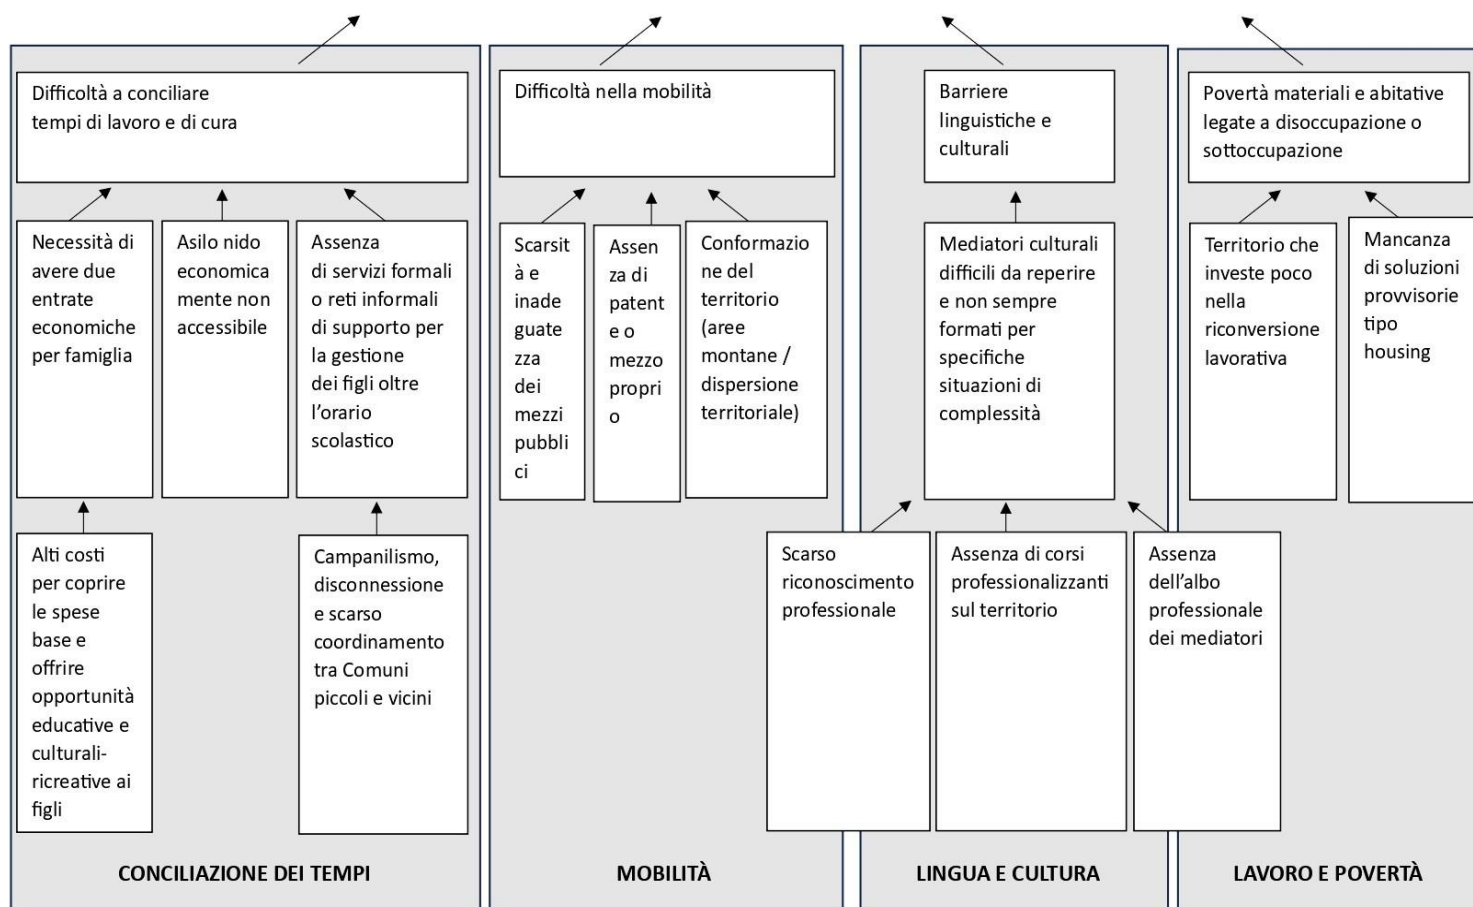 Difficoltà a conciliare
tempi di lavoro e di cura
Difficoltà nella mobilità
Barriere
linguistiche e
culturali
Povertà materiali e abitative
legate a disoccupazione o
sottoccupazione
Necessità di
avere due
entrate
economiche
per famiglia
Asilo nido
economica
mente non
accessibile
Assenza
di servizi formali
o reti informali
di supporto per
la gestione
dei figli oltre
l’orario
scolastico
Scarsit
à e
inade
guatez
za dei
mezzi
pubbli
ci
Assen
za di
patent
e o
mezzo
propri
o
Conformazio
ne del
territorio
(aree
montane /
dispersione
territoriale)
Mediatori culturali
difficili da reperire
e non sempre
formati per
specifiche
situazioni di
complessità
Territorio che
investe poco
nella
riconversione
lavorativa
Mancanza
di soluzioni
provvisorie
tipo
housing
Alti costi
per coprire
le spese
base e
offrire
opportunità
educative e
culturali-
ricreative ai
figli
Campanilismo,
disconnessione
e scarso
coordinamento
tra Comuni
piccoli e vicini
Scarso
riconoscimento
professionale
Assenza di corsi
professionalizzanti
sul territorio
Assenza
dell’albo
professionale
dei mediatori
CONCILIAZIONE DEI TEMPI
MOBILITÀ
LINGUA E CULTURA
LAVORO E POVERTÀ